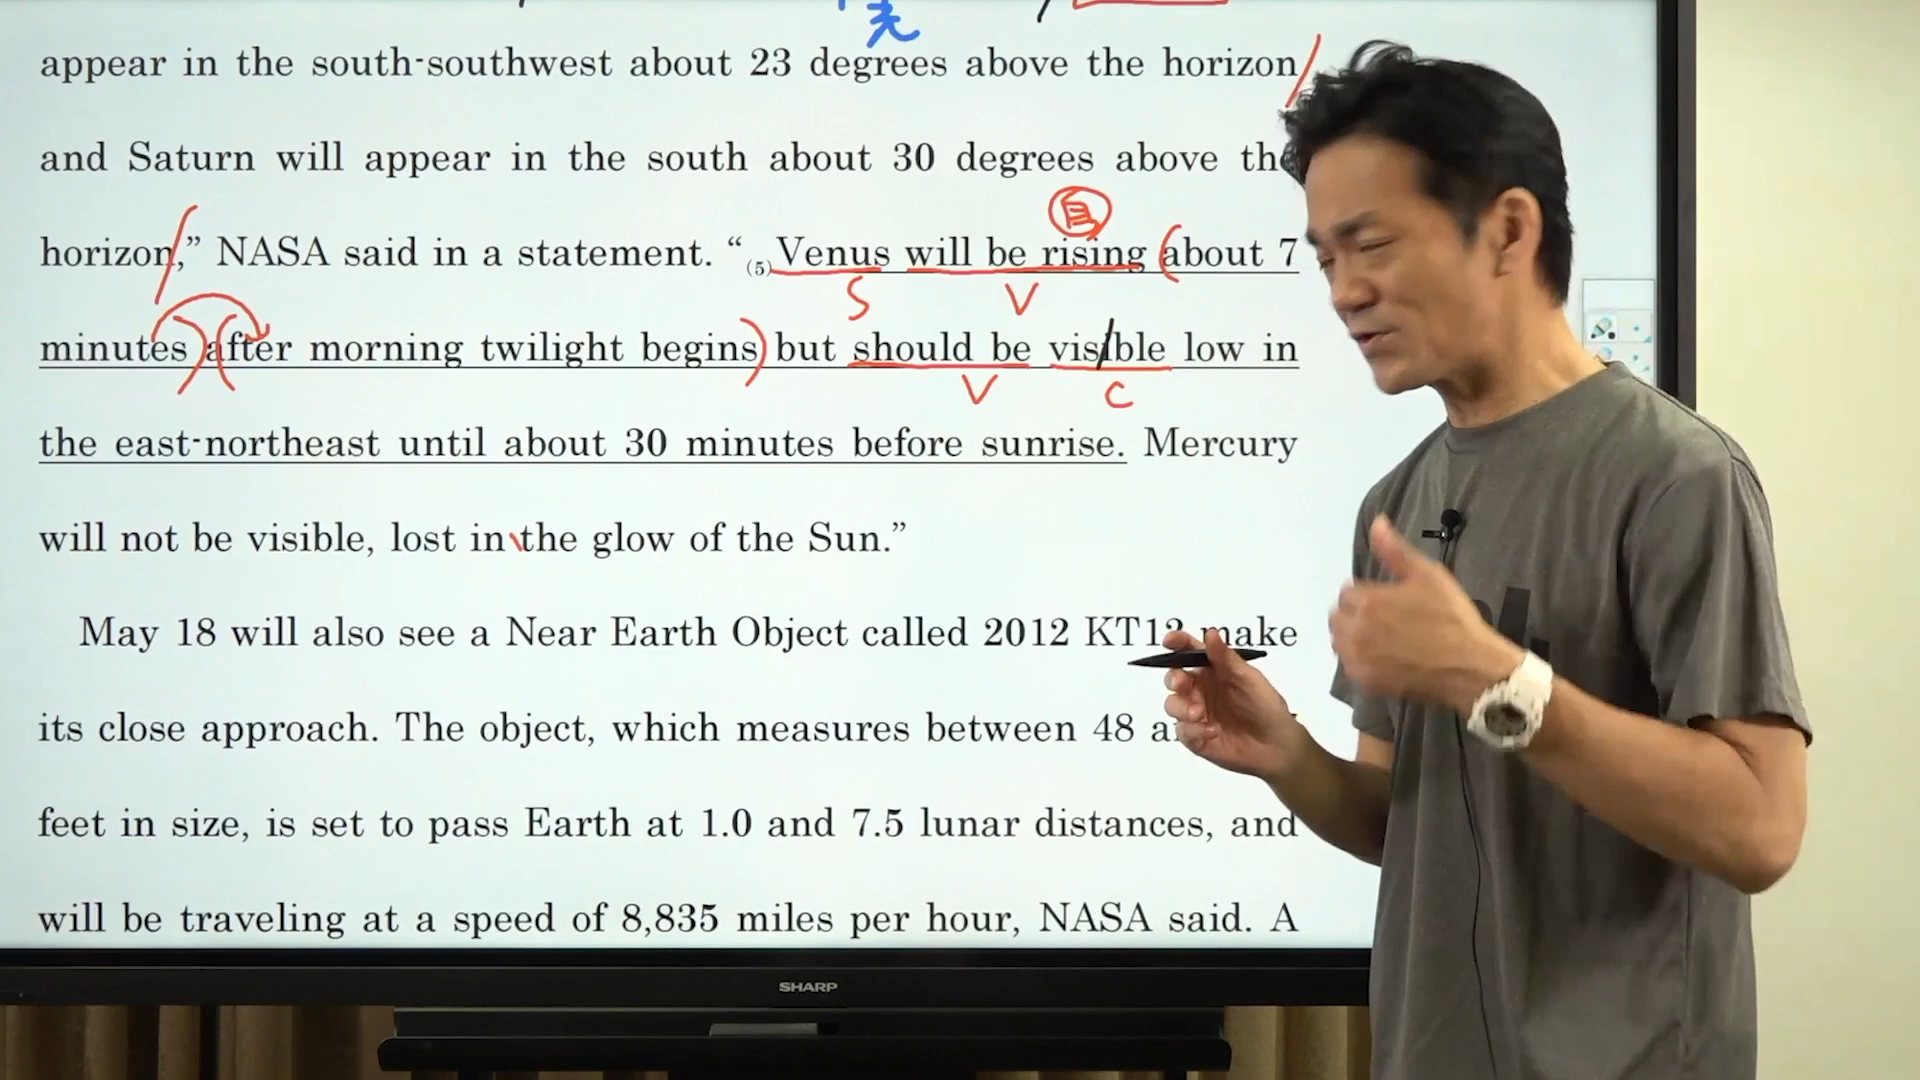 売
appear in the south-southwest about 23 degrees above the horizon
and Saturn will appear in the south about 30 degrees above the
自
horizon,” NASA said in a statement. “(5)Venus will be rising (about 7
S V
minutes) (after morning twilight begins) but should be visible low in
V C
the east-northeast until about 30 minutes before sunrise. Mercury
will not be visible, lost in the glow of the Sun.”
May 18 will also see a Near Earth Object called 2012 make
its close approach. The object, which measures between 48
feet in size, is set to pass Earth at 1.0 and 7.5 lunar distances, and
will be traveling at a speed of 8,835 miles per hour, NASA said. A
SHARP